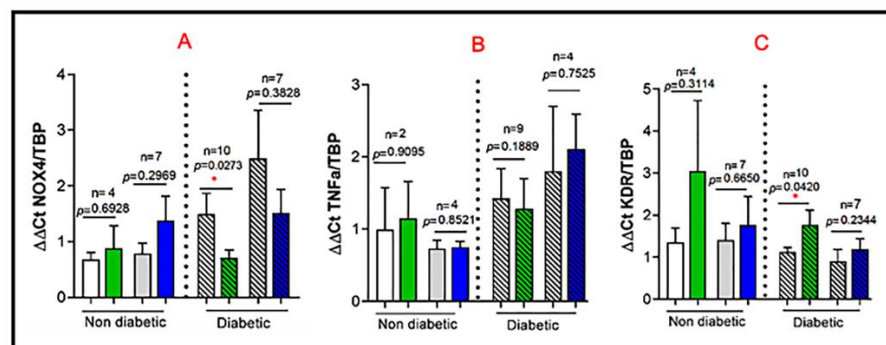 A
ΔΔCt NOX4/TBP
4
3
2
1
0
n=4
p=0.6928
n=7
p=0.2969
n=10
p=0.0273
*
n=7
p=0.3828
Non diabetic
Diabetic
B
ΔΔCt TNFa/TBP
3
2
1
0
n=2
p=0.9095
n=4
p=0.8521
n=9
p=0.1889
n=4
p=0.7525
Non diabetic
Diabetic
C
ΔΔCt KDR/TBP
5
4
3
2
1
0
n=4
p=0.3114
n=7
p=0.6650
n=10
p=0.0420
*
n=7
p=0.2344
Non diabetic
Diabetic